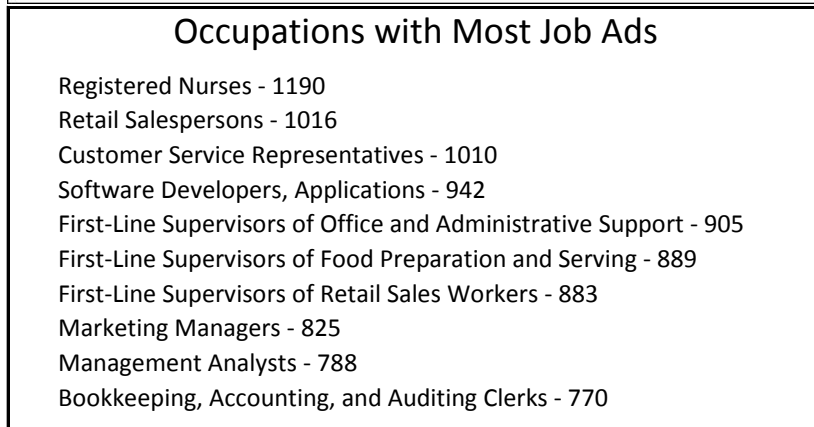 Occupations with Most Job Ads
Registered Nurses - 1190
Retail Salespersons - 1016
Customer Service Representatives - 1010
Software Developers, Applications - 942
First-Line Supervisors of Office and Administrative Support - 905
First-Line Supervisors of Food Preparation and Serving - 889
First-Line Supervisors of Retail Sales Workers - 883
Marketing Managers - 825
Management Analysts - 788
Bookkeeping, Accounting, and Auditing Clerks - 770